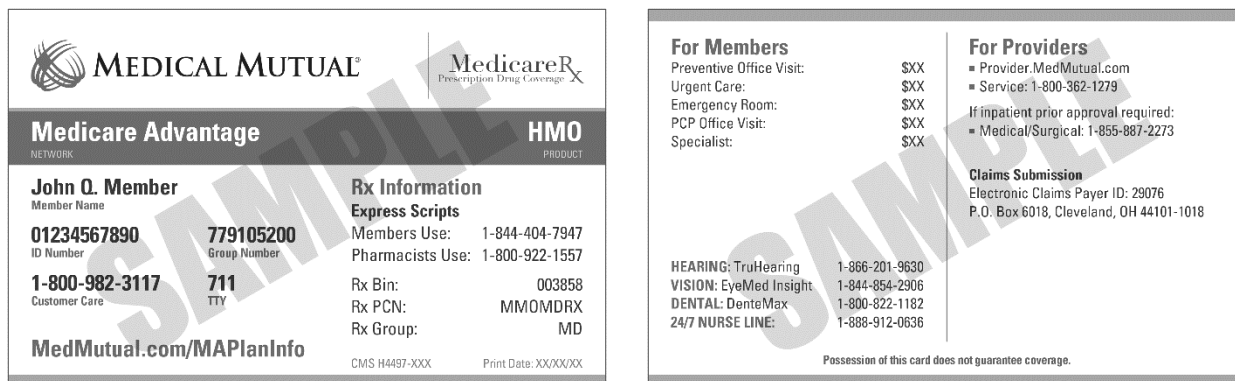 MEDICAL MUTUAL®
MedicareRx
Prescription Drug Coverage
Medicare Advantage
NETWORK
HMO
PRODUCT
John Q. Member
Member Name
01234567890
ID Number
779105200
Group Number
1-800-982-3117
Customer Care
711
TTY
MedMutual.com/MAPlanInfo
Rx Information
Express Scripts
Members Use: 1-844-404-7947
Pharmacists Use: 1-800-922-1557
Rx Bin: 003858
Rx PCN: MMOMDRX
Rx Group: MD
CMS H4497-XXX Print Date: XX/XX/XX
SAMPLE
For Members
Preventive Office Visit: $XX
Urgent Care: $XX
Emergency Room: $XX
PCP Office Visit: $XX
Specialist: $XX
HEARING: TruHearing 1-866-201-9630
VISION: EyeMed Insight 1-844-854-2906
DENTAL: DenteMax 1-800-822-1182
24/7 NURSE LINE: 1-888-912-0636
For Providers
▪ Provider.MedMutual.com
▪ Service: 1-800-362-1279
If inpatient prior approval required:
▪ Medical/Surgical: 1-855-887-2273
Claims Submission
Electronic Claims Payer ID: 29076
P.O. Box 6018, Cleveland, OH 44101-1018
Possession of this card does not guarantee coverage.
SAMPLE